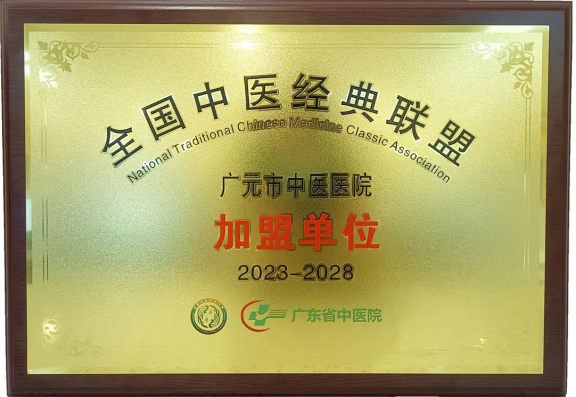 全国中医经典联盟
National Traditional Chinese Medicine Classic Association
广元市中医医院
加盟单位
2023-2028
广东省中医院